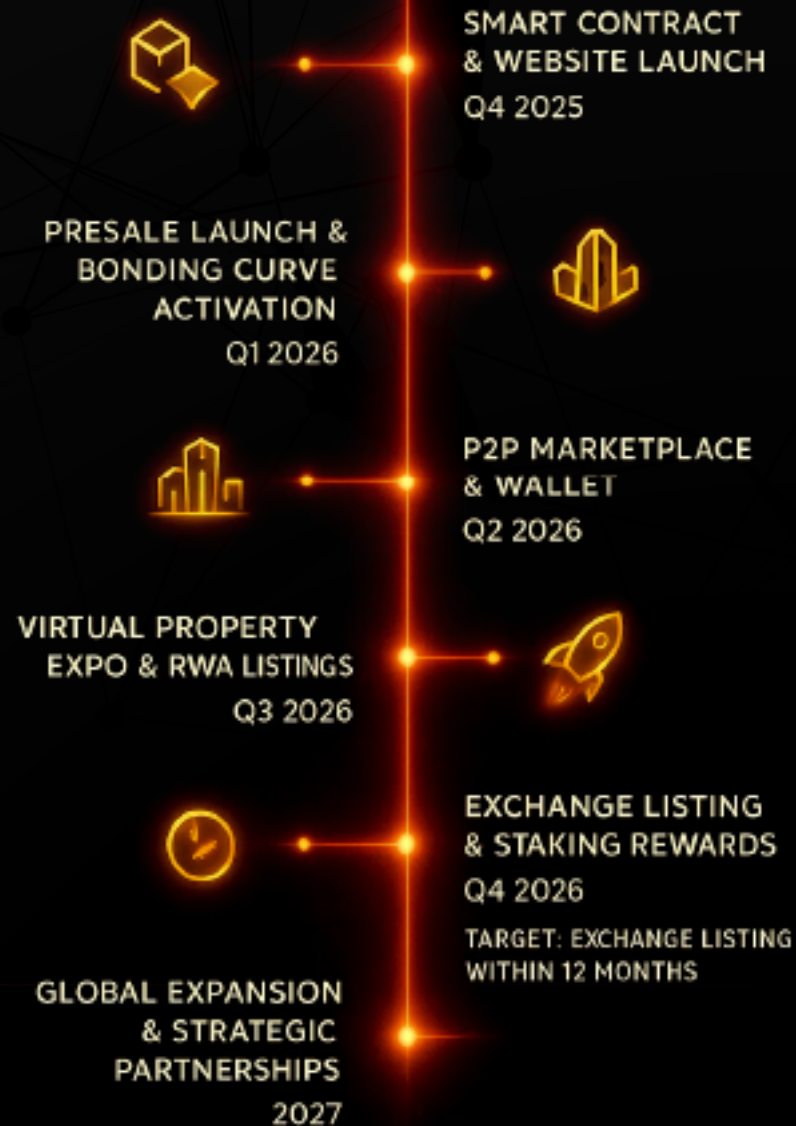 SMART CONTRACT
& WEBSITE LAUNCH
Q4 2025
PRESALE LAUNCH &
BONDING CURVE
ACTIVATION
Q1 2026
P2P MARKETPLACE
& WALLET
Q2 2026
VIRTUAL PROPERTY
EXPO & RWA LISTINGS
Q3 2026
EXCHANGE LISTING
& STAKING REWARDS
Q4 2026
TARGET: EXCHANGE LISTING
WITHIN 12 MONTHS
GLOBAL EXPANSION
& STRATEGIC
PARTNERSHIPS
2027